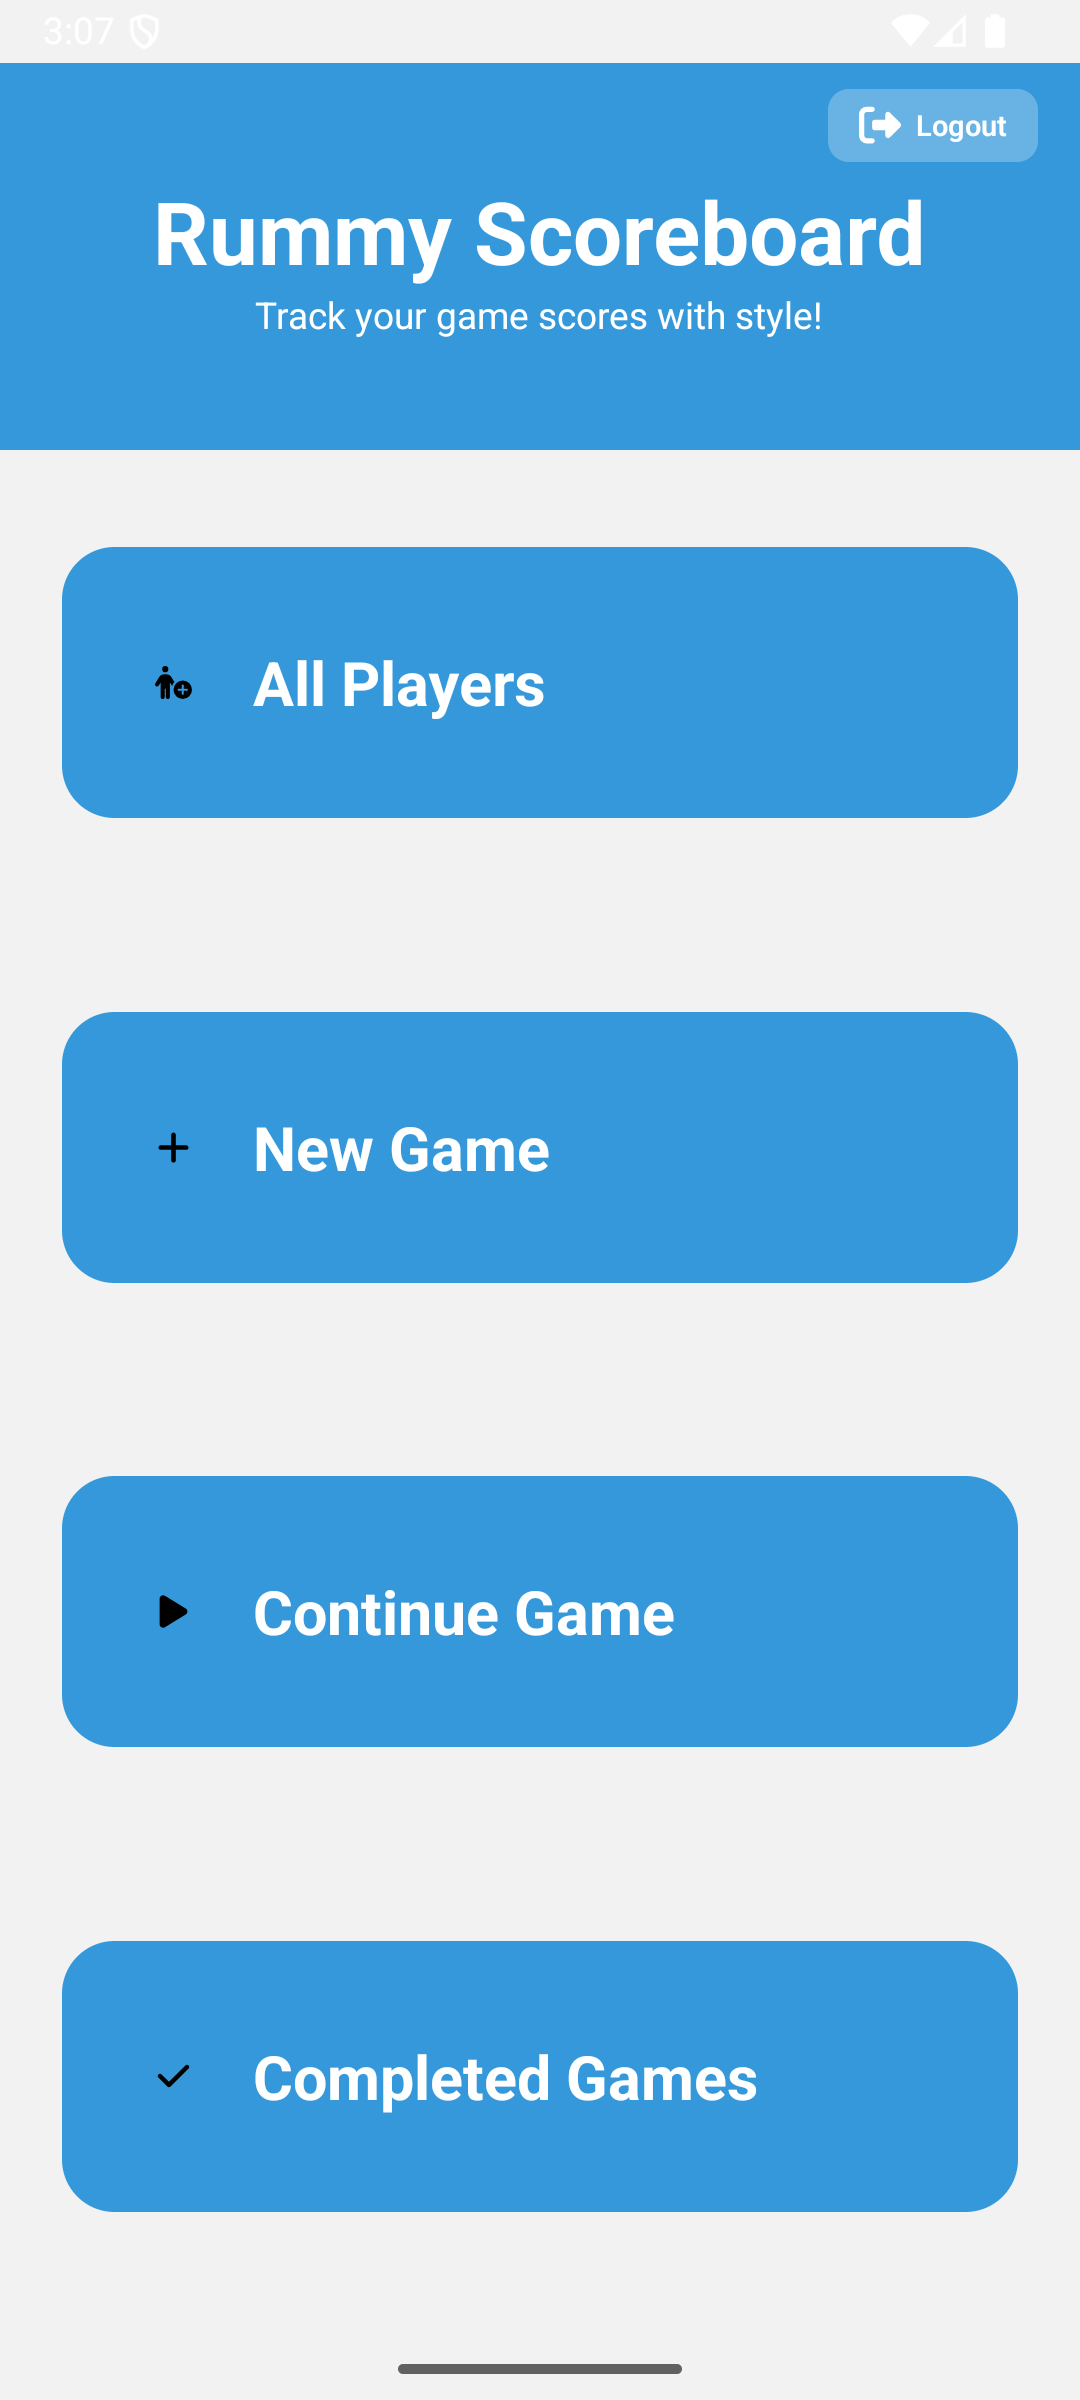 3:07
Logout
Rummy Scoreboard
Track your game scores with style!
All Players
New Game
Continue Game
Completed Games